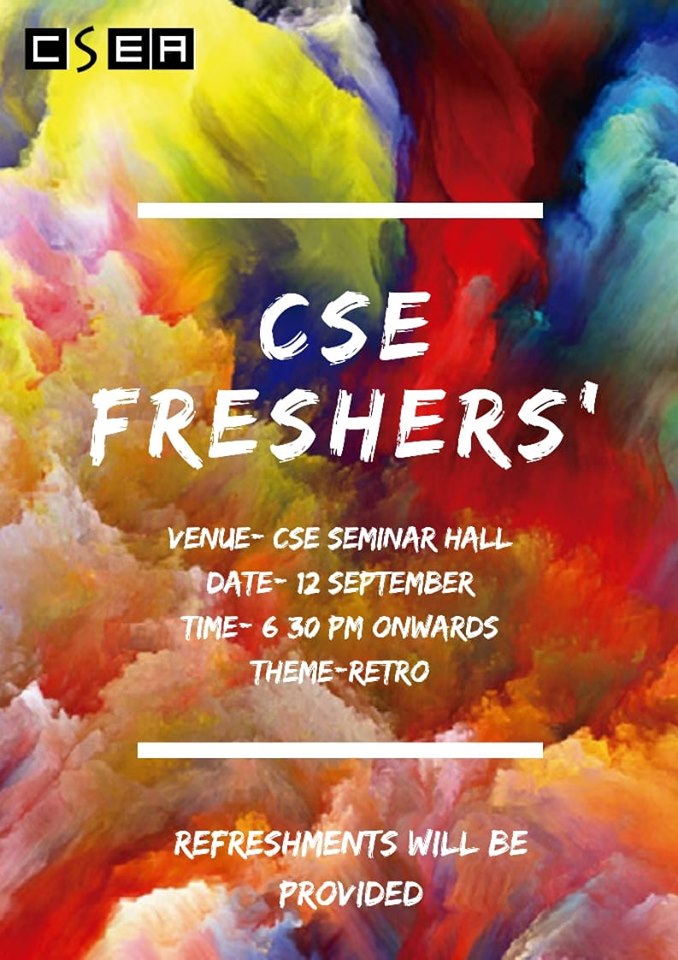 CSEA
CSE
FRESHERS'
VENUE- CSE SEMINAR HALL
DATE- 12 SEPTEMBER
TIME- 6 30 PM ONWARDS
THEME-RETRO
REFRESHMENTS WILL BE
PROVIDED